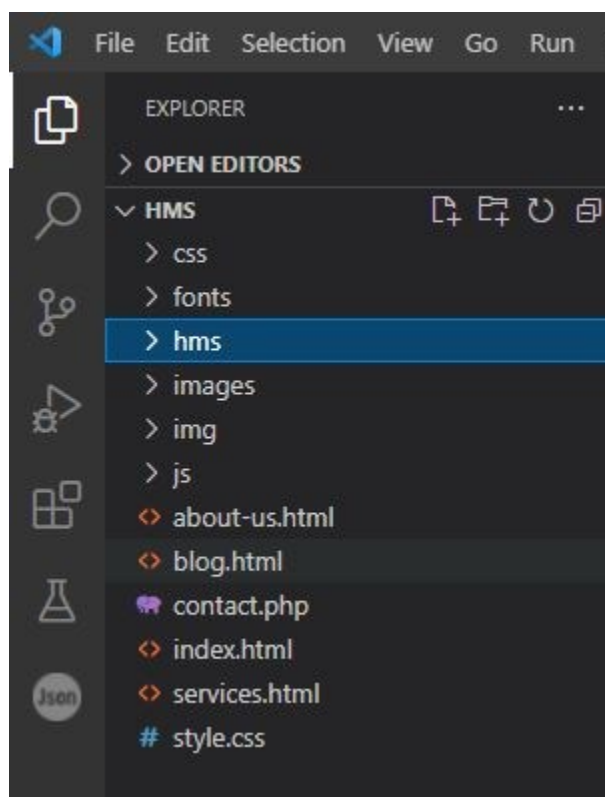 File Edit Selection View Go Run
EXPLORER
OPEN EDITORS
HMS
css
fonts
hms
images
img
js
about-us.html
blog.html
contact.php
index.html
services.html
# style.css
Json